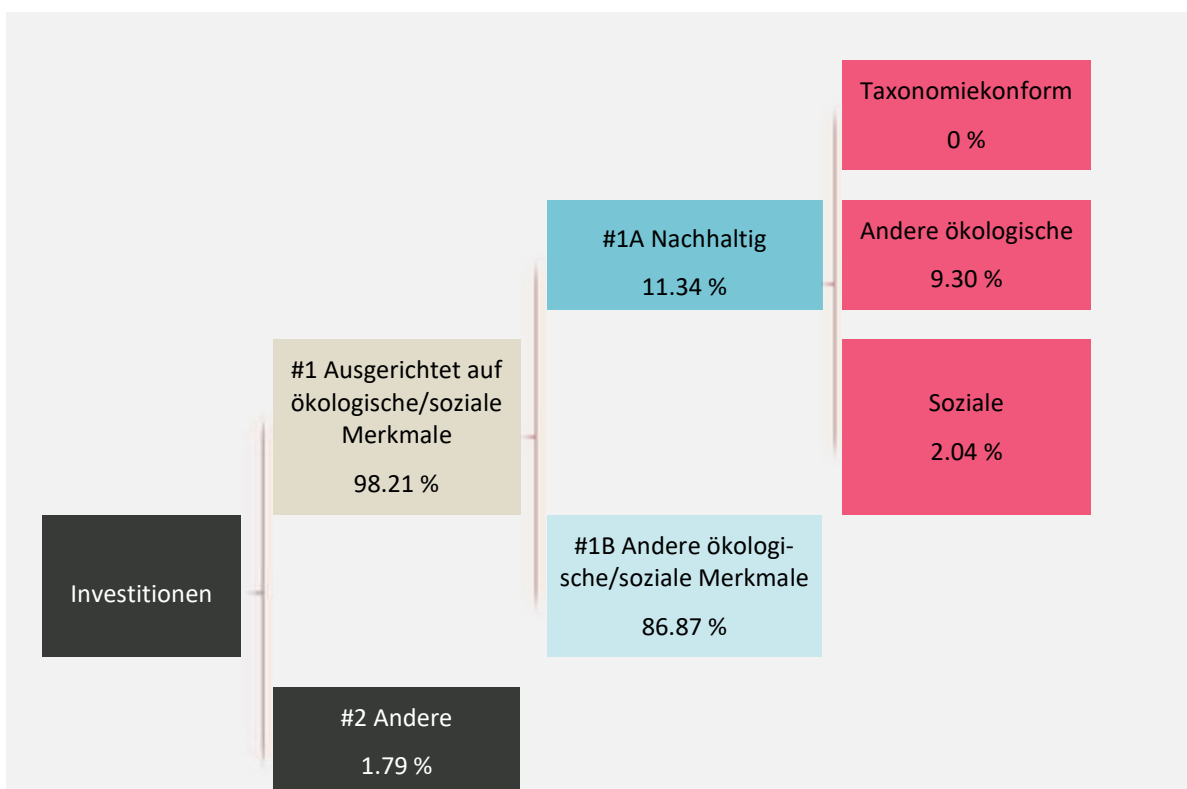 Taxonomiekonform
0 %
#1A Nachhaltig
11.34 %
Andere ökologische
9.30 %
#1 Ausgerichtet auf
ökologische/soziale
Merkmale
98.21 %
Soziale
2.04 %
Investitionen
#1B Andere ökologi-
sche/soziale Merkmale
86.87 %
#2 Andere
1.79 %